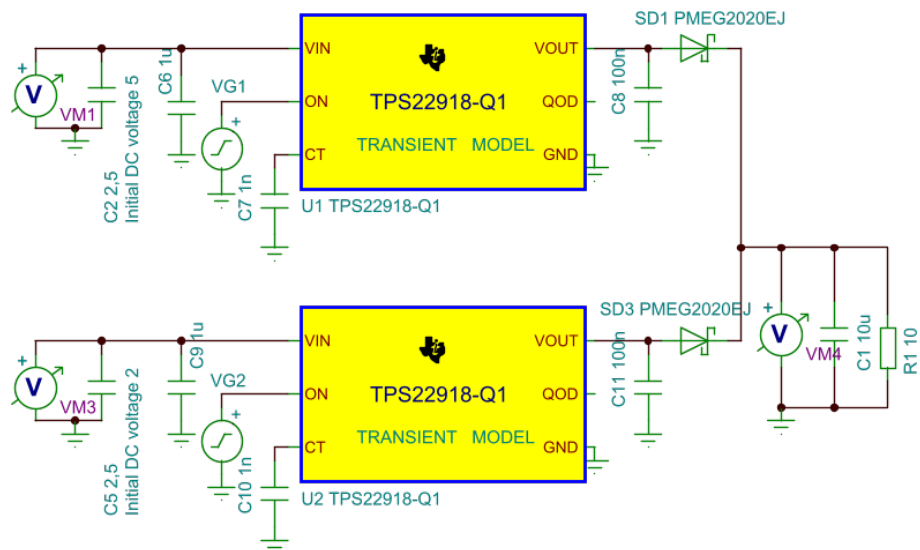 SD1 PMEG2020EJ
+
V
VM1
C2 2,5
Initial DC voltage 5
C6 1u
VG1
+
C7 1n
VIN
ON
CT
VOUT
QOD
GND
TPS22918-Q1
TRANSIENT MODEL
U1 TPS22918-Q1
C8 100n
SD3 PMEG2020EJ
+
V
VM3
C5 2,5
Initial DC voltage 2
C9 1u
VG2
+
C10 1n
VIN
ON
CT
VOUT
QOD
GND
TPS22918-Q1
TRANSIENT MODEL
U2 TPS22918-Q1
C11 100n
+
V
VM4
C1 10u
R1 10